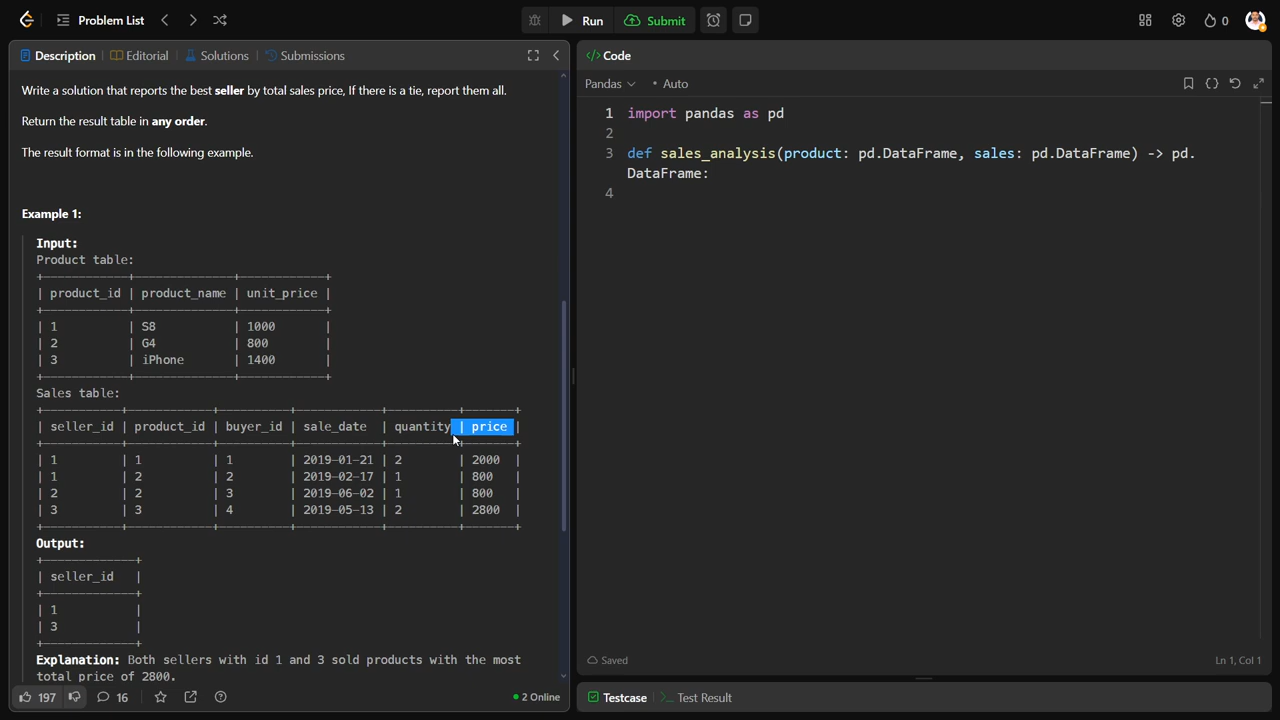 Problem List
Run
Submit
0
Description
Editorial
Solutions
Submissions
Write a solution that reports the best seller by total sales price, If there is a tie, report them all.
Return the result table in any order.
The result format is in the following example.
Example 1:
Input:
Product table:
+------------+--------------+------------+
| product_id | product_name | unit_price |
+------------+--------------+------------+
| 1          | S8           | 1000       |
| 2          | G4           | 800        |
| 3          | iPhone       | 1400       |
+------------+--------------+------------+
Sales table:
+-----------+------------+----------+------------+----------+-------+
| seller_id | product_id | buyer_id | sale_date  | quantity | price |
+-----------+------------+----------+------------+----------+-------+
| 1         | 1          | 1        | 2019-01-21 | 2        | 2000  |
| 1         | 2          | 2        | 2019-02-17 | 1        | 800   |
| 2         | 2          | 3        | 2019-06-02 | 1        | 800   |
| 3         | 3          | 4        | 2019-05-13 | 2        | 2800  |
+-----------+------------+----------+------------+----------+-------+
Output:
+-------------+
| seller_id   |
+-------------+
| 1           |
| 3           |
+-------------+
Explanation: Both sellers with id 1 and 3 sold products with the most
total price of 2800.
197
16
2 Online
</> Code
Pandas
Auto
1 import pandas as pd
2
3 def sales_analysis(product: pd.DataFrame, sales: pd.DataFrame) -> pd.
DataFrame:
4
Saved
Ln 1, Col 1
Testcase
>_ Test Result